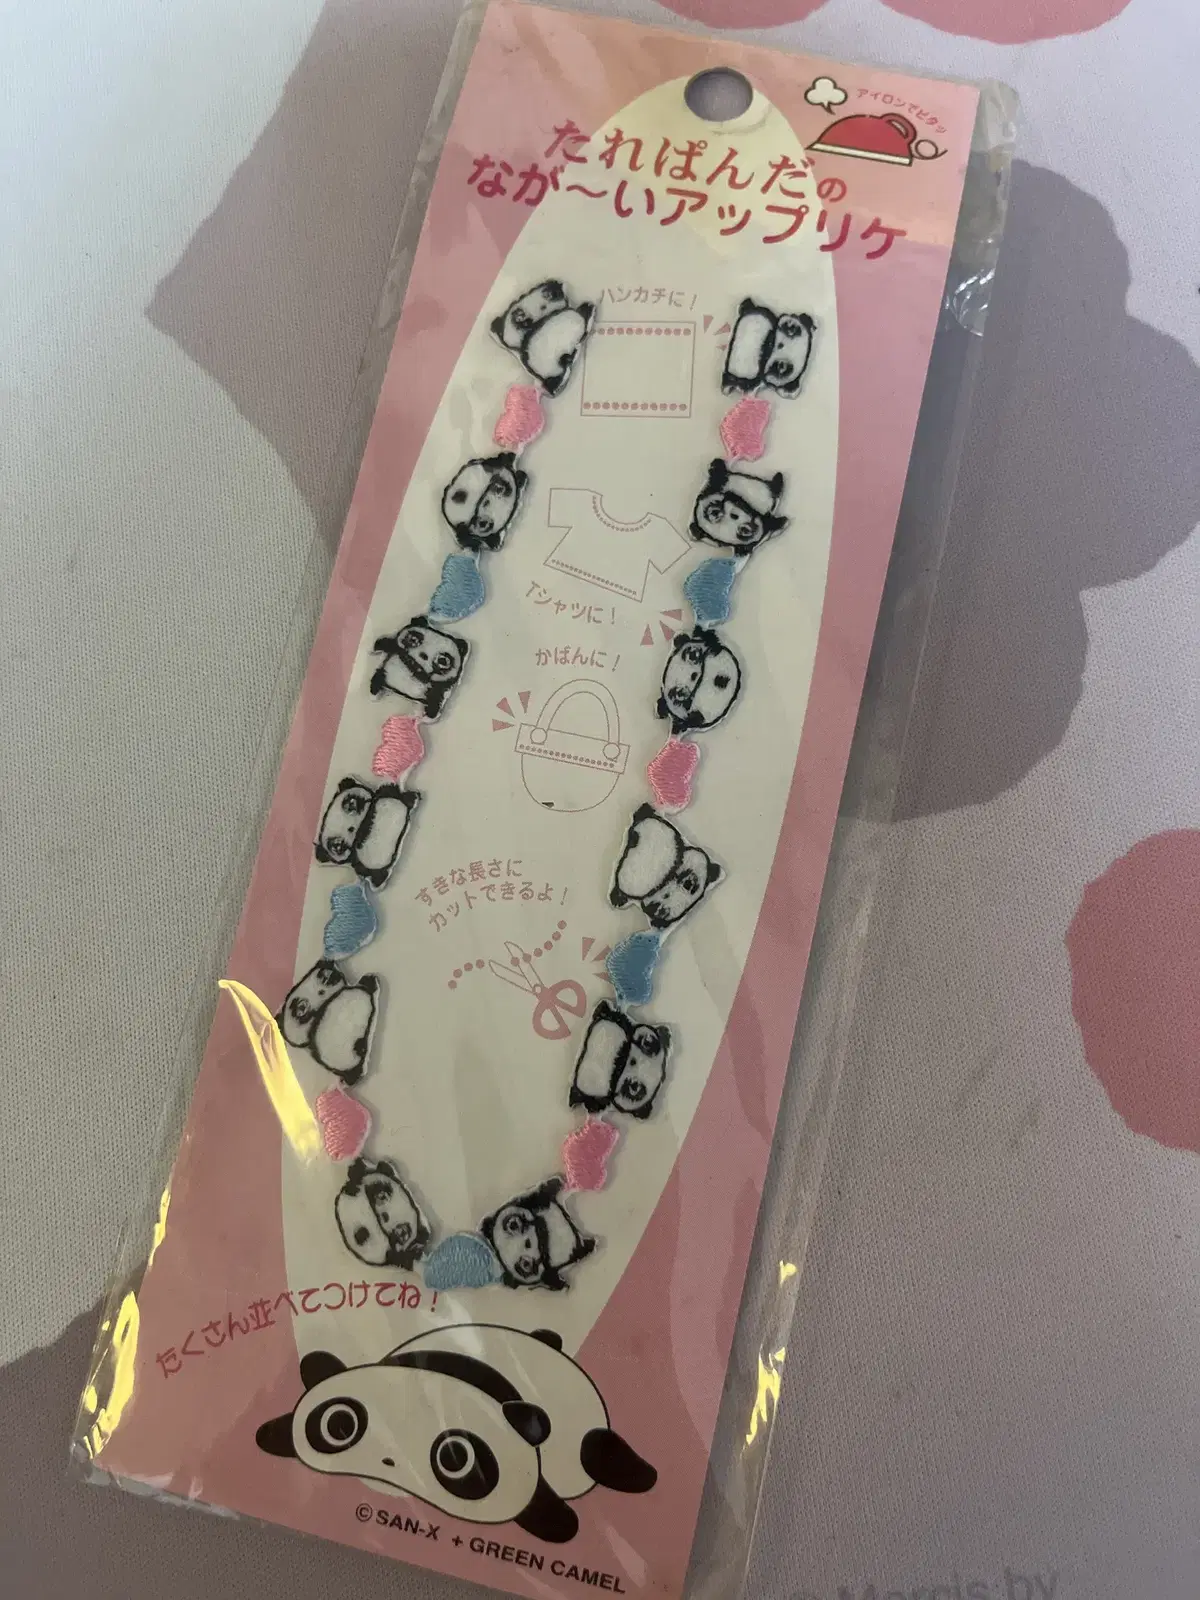 アイロンでピタッ
たれぱんだの
なが〜いアップリケ
ハンカチに!
Tシャツに!
かばんに!
すきな長さに
カットできるよ!
たくさん並べてつけてね!
©SAN-X + GREEN CAMEL
by